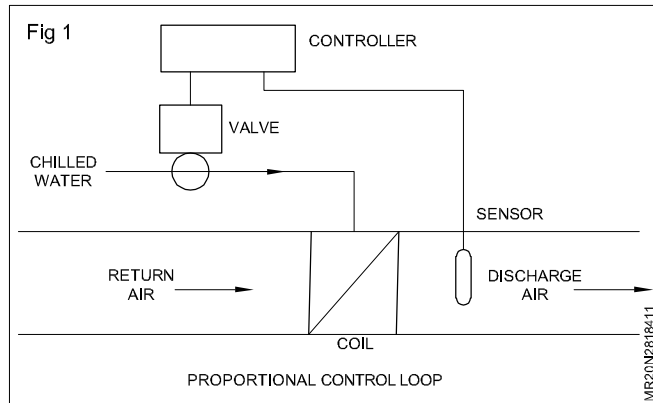 Fig 1
CONTROLLER
VALVE
CHILLED
WATER
SENSOR
RETURN
AIR
DISCHARGE
AIR
COIL
PROPORTIONAL CONTROL LOOP
MR20N2818411